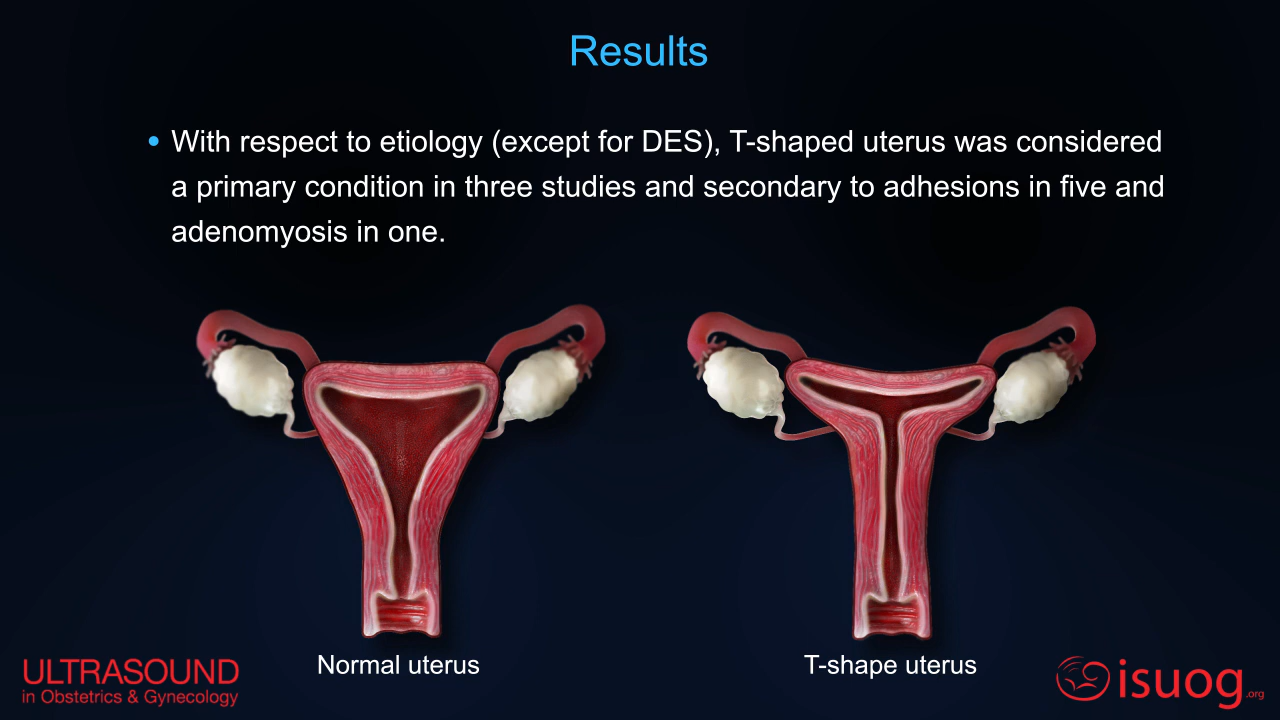 Results
• With respect to etiology (except for DES), T-shaped uterus was considered
a primary condition in three studies and secondary to adhesions in five and
adenomyosis in one.
Normal uterus
T-shape uterus
ULTRASOUND
in Obstetrics & Gynecology
isuog.org